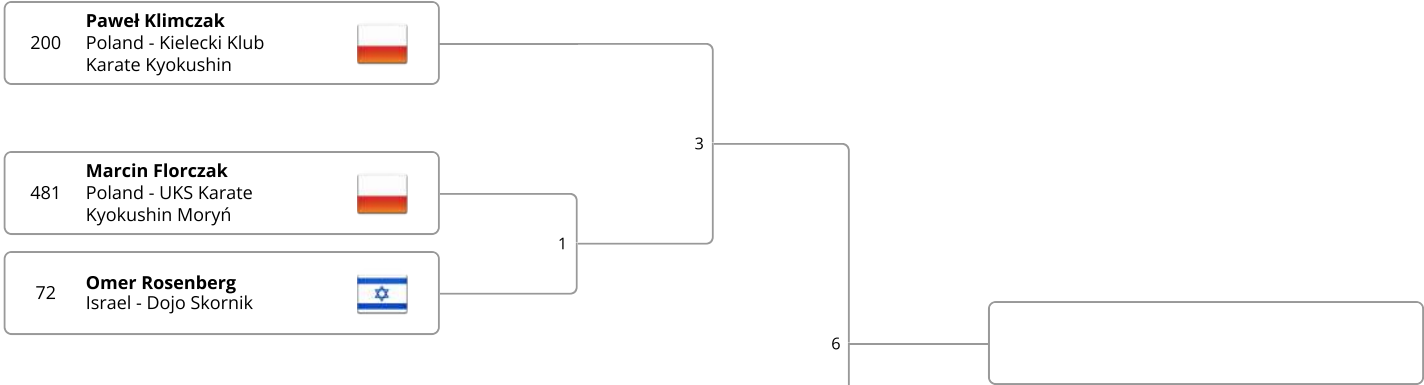 200
Paweł Klimczak
Poland - Kielecki Klub
Karate Kyokushin
3
481
Marcin Florczak
Poland - UKS Karate
Kyokushin Moryń
1
72
Omer Rosenberg
Israel - Dojo Skornik
6